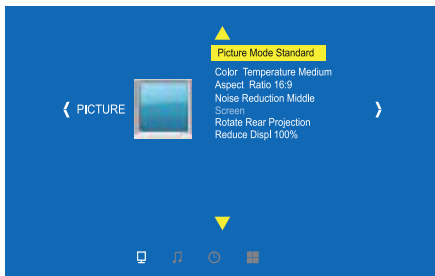 PICTURE
Picture Mode Standard
Color Temperature Medium
Aspect Ratio 16:9
Noise Reduction Middle
Screen
Rotate Rear Projection
Reduce Displ 100%